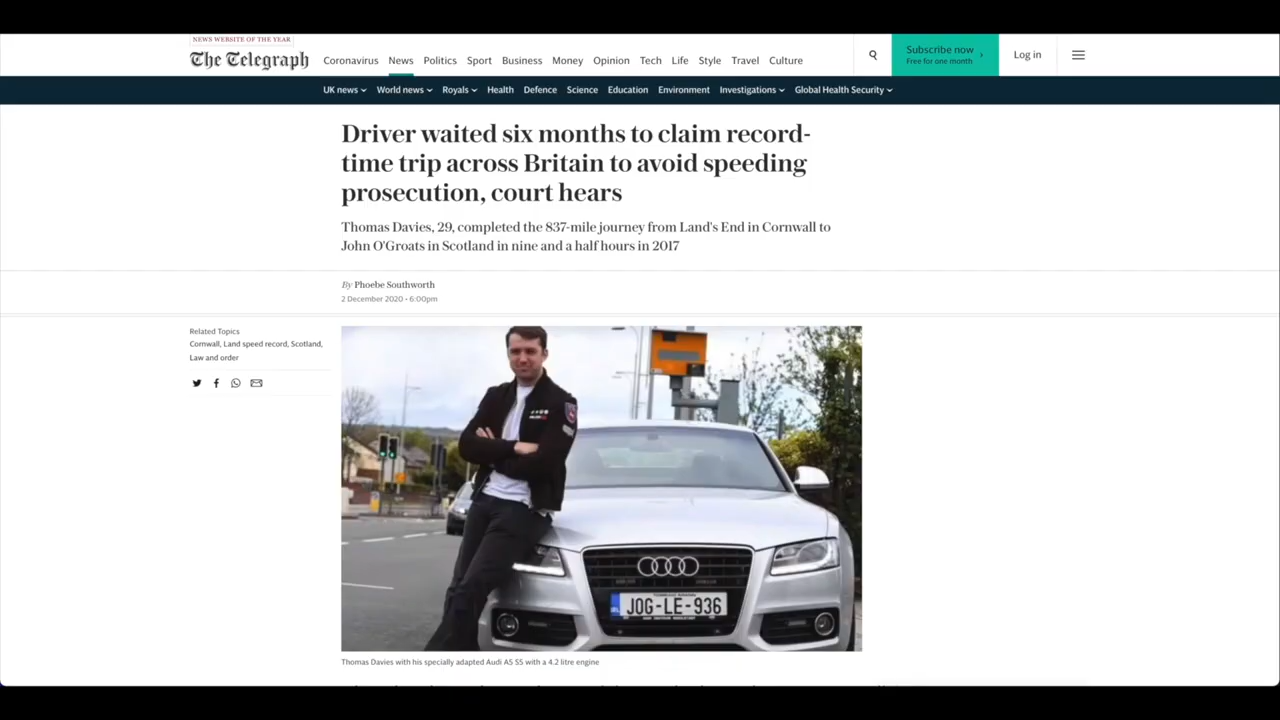 NEWS WEBSITE OF THE YEAR
The Telegraph
Coronavirus News Politics Sport Business Money Opinion Tech Life Style Travel Culture
Subscribe now
Free for one month
Log in
UK news World news Royals Health Defence Science Education Environment Investigations Global Health Security
Driver waited six months to claim record-
time trip across Britain to avoid speeding
prosecution, court hears
Thomas Davies, 29, completed the 837-mile journey from Land's End in Cornwall to
John O'Groats in Scotland in nine and a half hours in 2017
By Phoebe Southworth
2 December 2020 • 6:00pm
Related Topics
Cornwall, Land speed record, Scotland,
Law and order
JOG-LE-936
Thomas Davies with his specially adapted Audi A5 S5 with a 4.2 litre engine